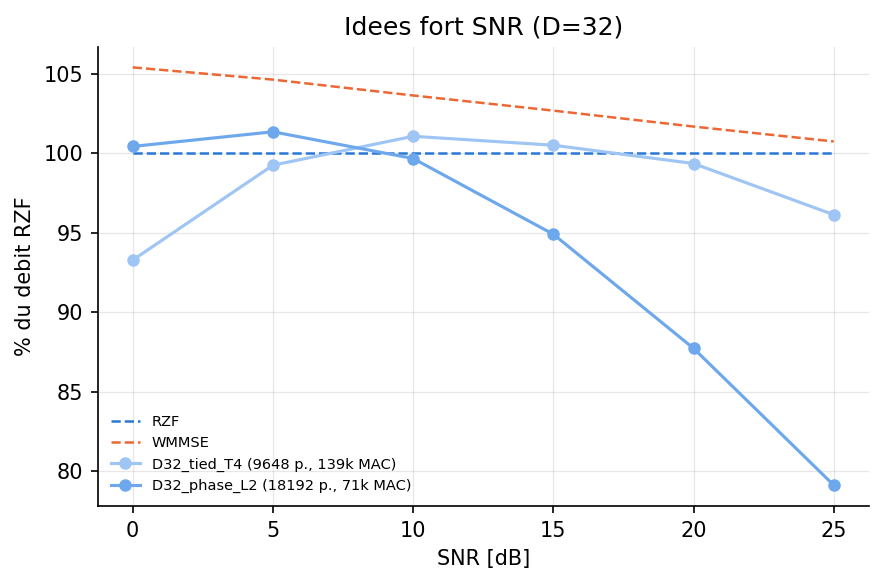 Idees fort SNR (D=32)
% du debit RZF
105
100
95
90
85
80
RZF
WMMSE
D32_tied_T4 (9648 p., 139k MAC)
D32_phase_L2 (18192 p., 71k MAC)
0 5 10 15 20 25
SNR [dB]